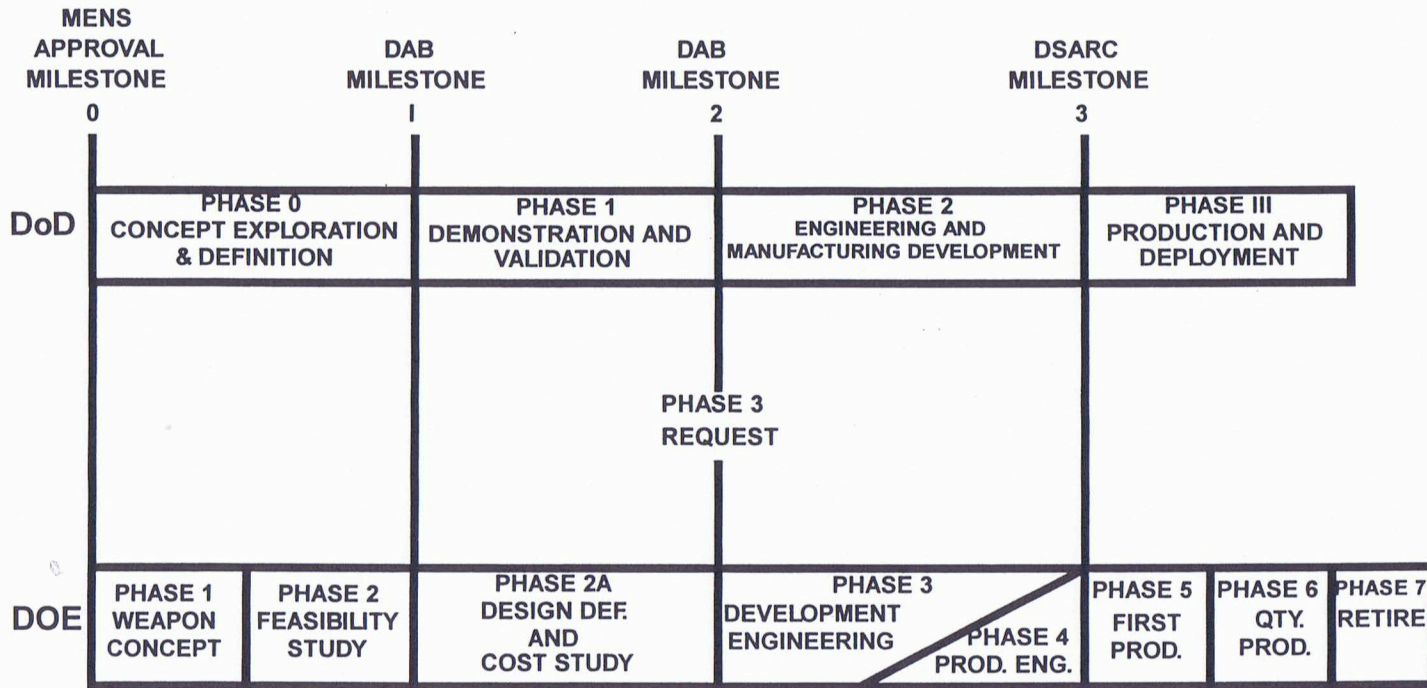 MENS
APPROVAL
MILESTONE
0
DAB
MILESTONE
I
DAB
MILESTONE
2
DSARC
MILESTONE
3
DoD
PHASE 0
CONCEPT EXPLORATION
& DEFINITION
PHASE 1
DEMONSTRATION AND
VALIDATION
PHASE 2
ENGINEERING AND
MANUFACTURING DEVELOPMENT
PHASE III
PRODUCTION AND
DEPLOYMENT
PHASE 3
REQUEST
DOE
PHASE 1
WEAPON
CONCEPT
PHASE 2
FEASIBILITY
STUDY
PHASE 2A
DESIGN DEF.
AND
COST STUDY
PHASE 3
DEVELOPMENT
ENGINEERING
PHASE 4
PROD. ENG.
PHASE 5
FIRST
PROD.
PHASE 6
QTY.
PROD.
PHASE 7
RETIRE